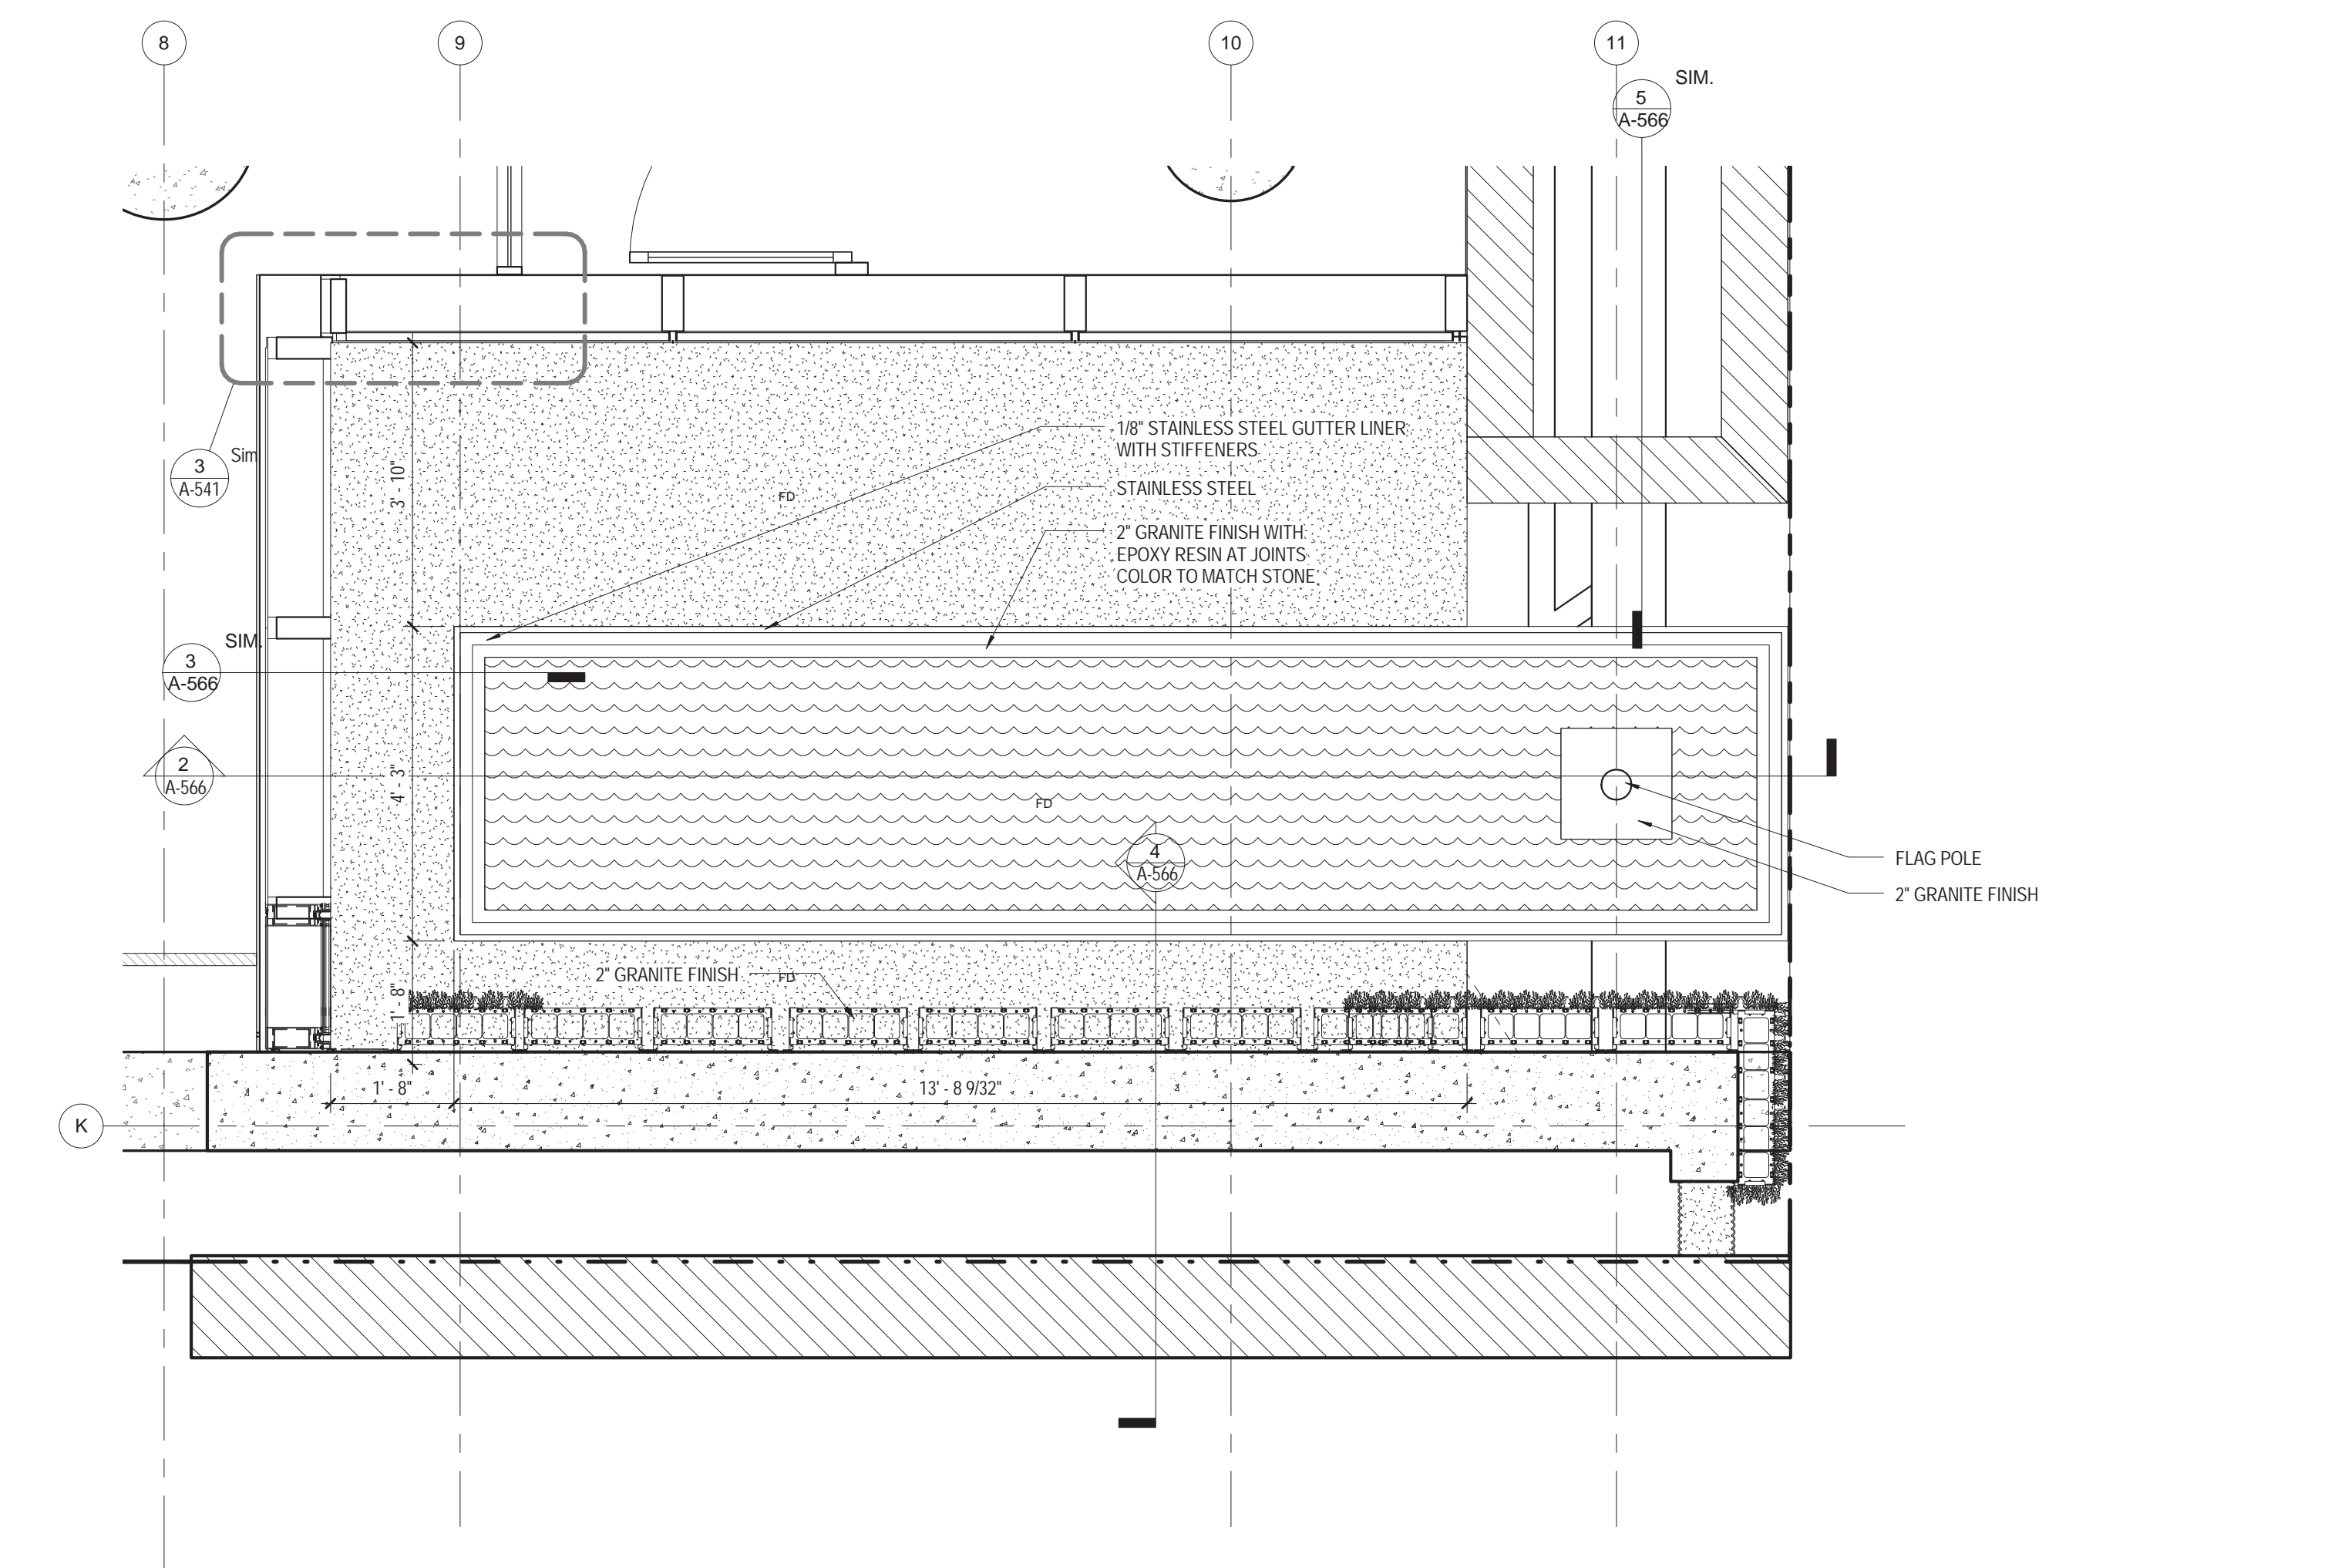 8
9
10
11
SIM.
5
A-566
1/8" STAINLESS STEEL GUTTER LINER
WITH STIFFENERS
Sim
3
A-541
3' - 10"
FD
STAINLESS STEEL
2" GRANITE FINISH WITH
EPOXY RESIN AT JOINTS
COLOR TO MATCH STONE
SIM.
3
A-566
2
A-566
4' - 3"
FD
4
A-566
FLAG POLE
2" GRANITE FINISH
2" GRANITE FINISH
FD
1' - 8"
1' - 8"
13' - 8 9/32"
K